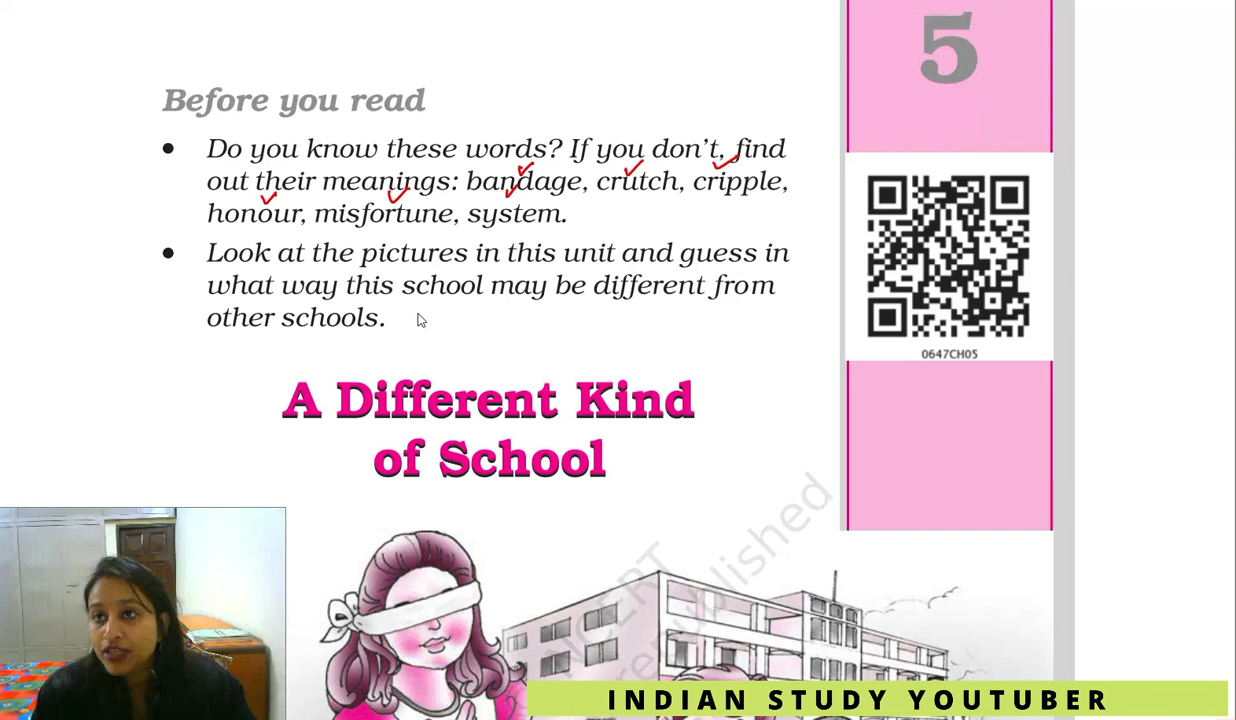 5
Before you read
• Do you know these words? If you don't, find
out their meanings: bandage, crutch, cripple,
honour, misfortune, system.
• Look at the pictures in this unit and guess in
what way this school may be different from
other schools.
0647CH05
A Different Kind
of School
NCERT
republished
INDIAN STUDY YOUTUBER